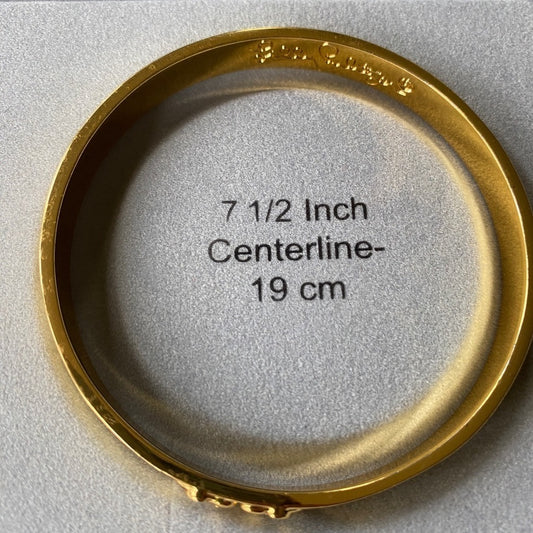 7 1/2 Inch
Centerline-
19 cm